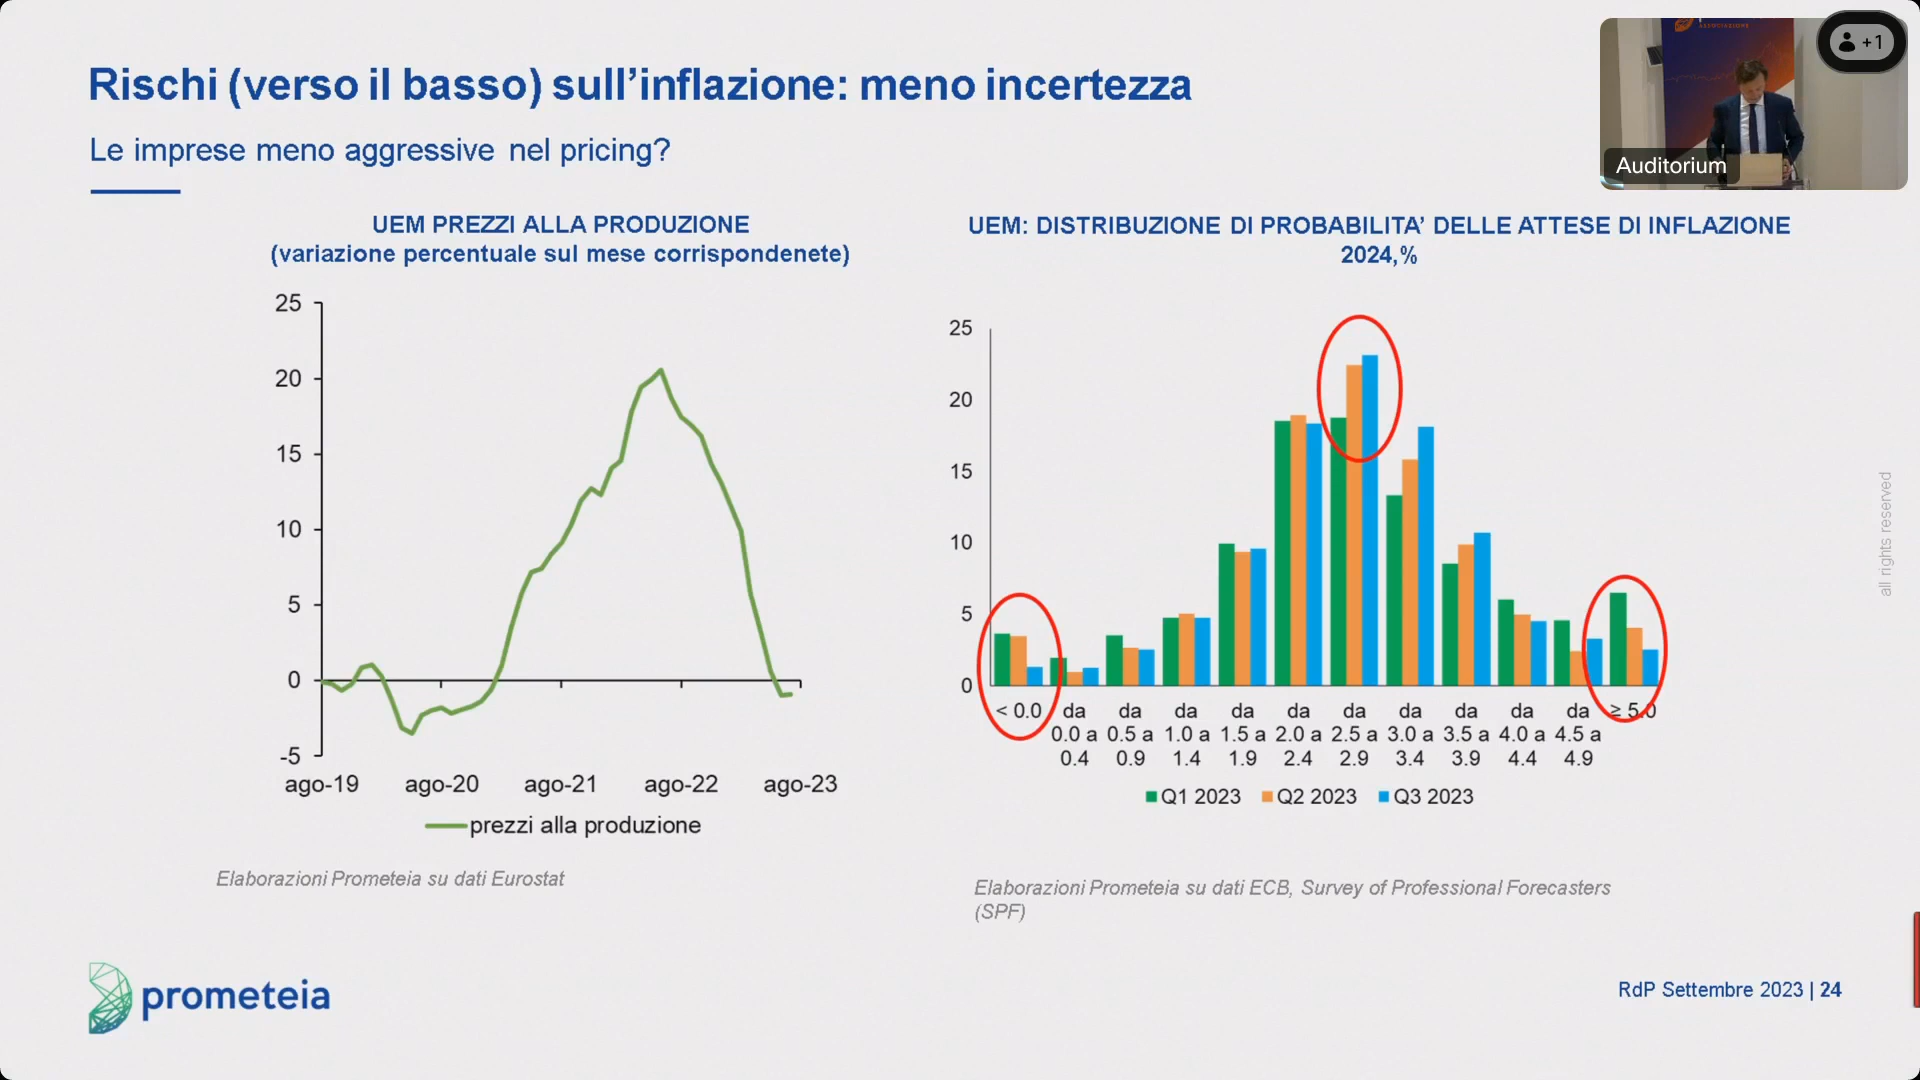 Rischi (verso il basso) sull’inflazione: meno incertezza
Le imprese meno aggressive nel pricing?
+1
Auditorium
UEM PREZZI ALLA PRODUZIONE
(variazione percentuale sul mese corrispondenete)
25
20
15
10
5
0
-5
ago-19 ago-20 ago-21 ago-22 ago-23
prezzi alla produzione
Elaborazioni Prometeia su dati Eurostat
UEM: DISTRIBUZIONE DI PROBABILITA’ DELLE ATTESE DI INFLAZIONE
2024,%
25
20
15
10
5
0
< 0.0 da da da da da da da da da da ≥ 5.0
0.0 a 0.5 a 1.0 a 1.5 a 2.0 a 2.5 a 3.0 a 3.5 a 4.0 a 4.5 a
0.4 0.9 1.4 1.9 2.4 2.9 3.4 3.9 4.4 4.9
Q1 2023 Q2 2023 Q3 2023
Elaborazioni Prometeia su dati ECB, Survey of Professional Forecasters
(SPF)
all rights reserved
prometeia
RdP Settembre 2023 | 24